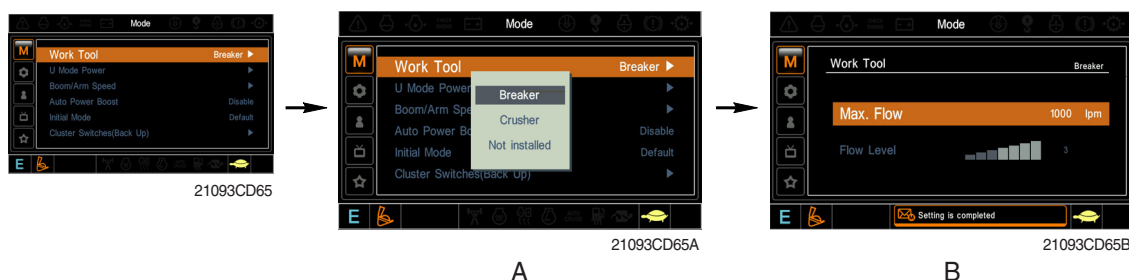 Mode
M
Work Tool Breaker ▶
U Mode Power ▶
Boom/Arm Speed ▶
Auto Power Boost Disable
Initial Mode Default
Cluster Switches(Back Up) ▶
E
21093CD65
Mode
M
Work Tool Breaker ▶
U Mode Power ▶
Boom/Arm Spe ▶
Auto Power Bo Disable
Initial Mode Default
Cluster Switches(Back Up) ▶
Breaker
Crusher
Not installed
E
21093CD65A
A
Mode
M
Work Tool Breaker
Max. Flow 1000 lpm
Flow Level 3
E
Setting is completed
21093CD65B
B